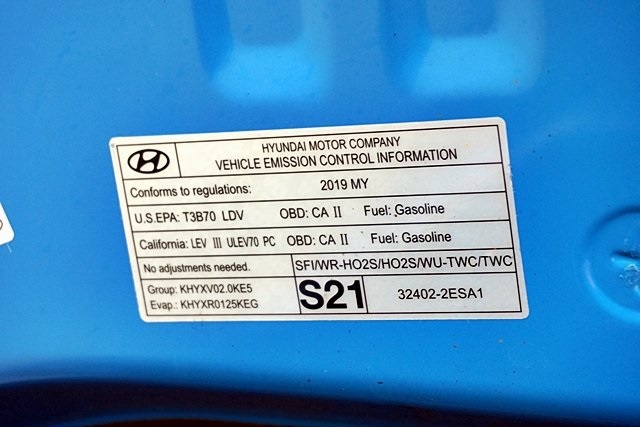 HYUNDAI MOTOR COMPANY
VEHICLE EMISSION CONTROL INFORMATION
Conforms to regulations: 2019 MY
U.S.EPA: T3B70 LDV OBD: CA II Fuel: Gasoline
California: LEV III ULEV70 PC OBD: CA II Fuel: Gasoline
No adjustments needed. SFI/WR-HO2S/HO2S/WU-TWC/TWC
Group: KHYXV02.0KE5
Evap.: KHYXR0125KEG
S21
32402-2ESA1